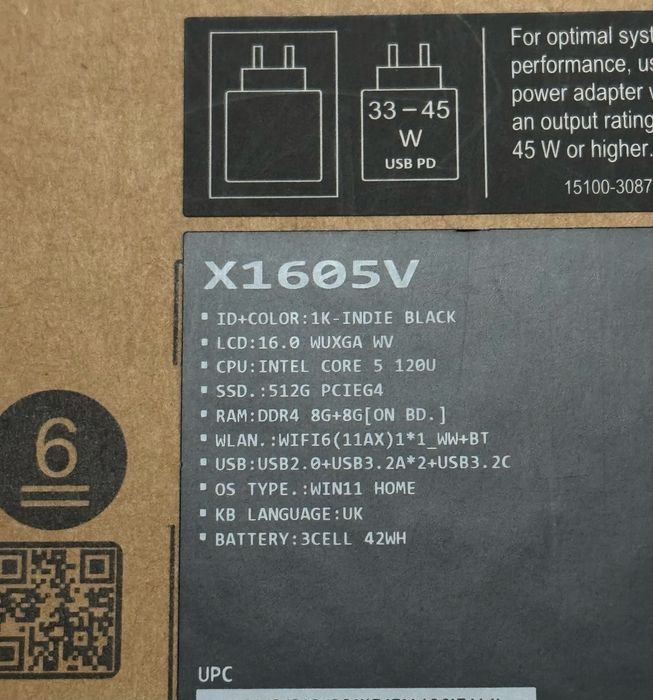 For optimal
performance,
power adapter
an output rating
45 W or higher.
15100-3087
33 – 45
W
USB PD
X1605V
ID+COLOR:1K-INDIE BLACK
LCD:16.0 WUXGA WV
CPU:INTEL CORE 5 120U
SSD.:512G PCIEG4
RAM:DDR4 8G+8G[ON BD.]
WLAN.:WIFI6(11AX)1*1_WW+BT
USB:USB2.0+USB3.2A*2+USB3.2C
OS TYPE.:WIN11 HOME
KB LANGUAGE:UK
BATTERY:3CELL 42WH
6
UPC